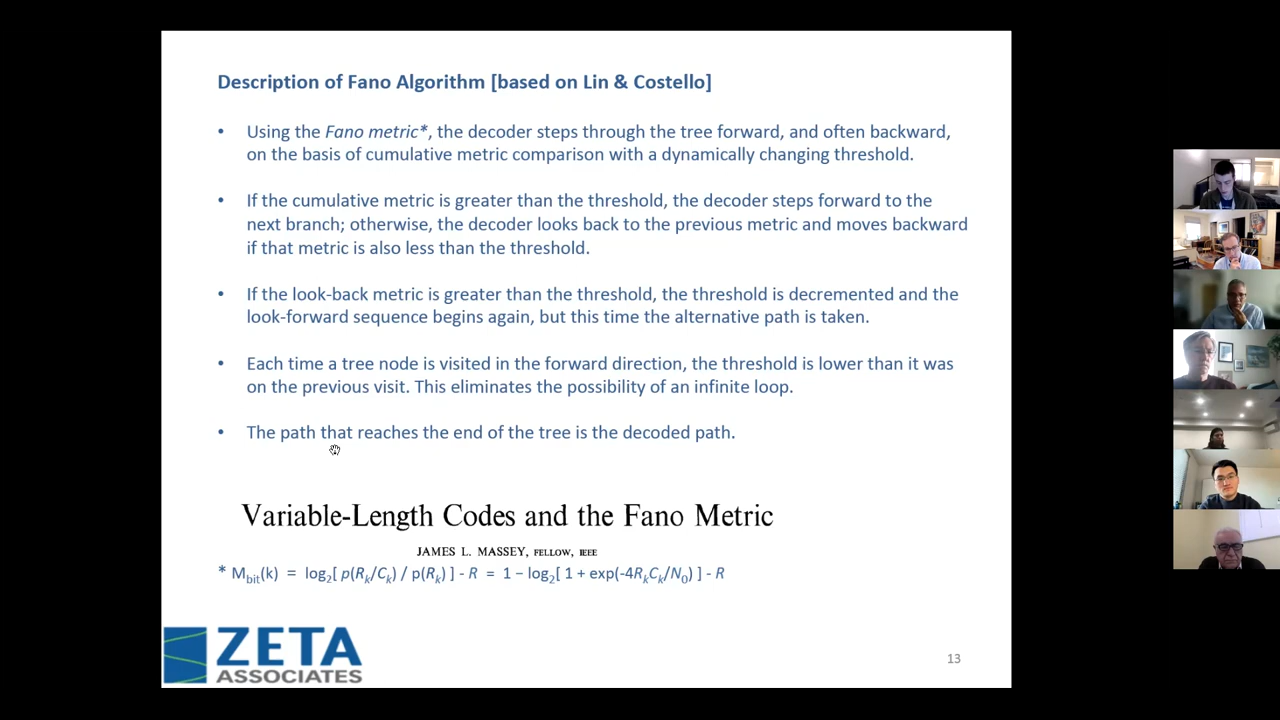 Description of Fano Algorithm [based on Lin & Costello]
• Using the Fano metric*, the decoder steps through the tree forward, and often backward,
on the basis of cumulative metric comparison with a dynamically changing threshold.
• If the cumulative metric is greater than the threshold, the decoder steps forward to the
next branch; otherwise, the decoder looks back to the previous metric and moves backward
if that metric is also less than the threshold.
• If the look-back metric is greater than the threshold, the threshold is decremented and the
look-forward sequence begins again, but this time the alternative path is taken.
• Each time a tree node is visited in the forward direction, the threshold is lower than it was
on the previous visit. This eliminates the possibility of an infinite loop.
• The path that reaches the end of the tree is the decoded path.
Variable-Length Codes and the Fano Metric
JAMES L. MASSEY, FELLOW, IEEE
* Mbit(k) = log2[ p(Rk/Ck) / p(Rk) ] - R = 1 – log2[ 1 + exp(-4RkCk/N0) ] - R
ZETA
ASSOCIATES
13